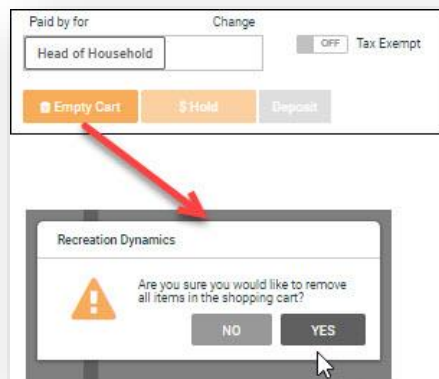 Paid by for Change
Head of Household
OFF Tax Exempt
Empty Cart $ Hold Deposit
Recreation Dynamics
Are you sure you would like to remove
all items in the shopping cart?
NO YES